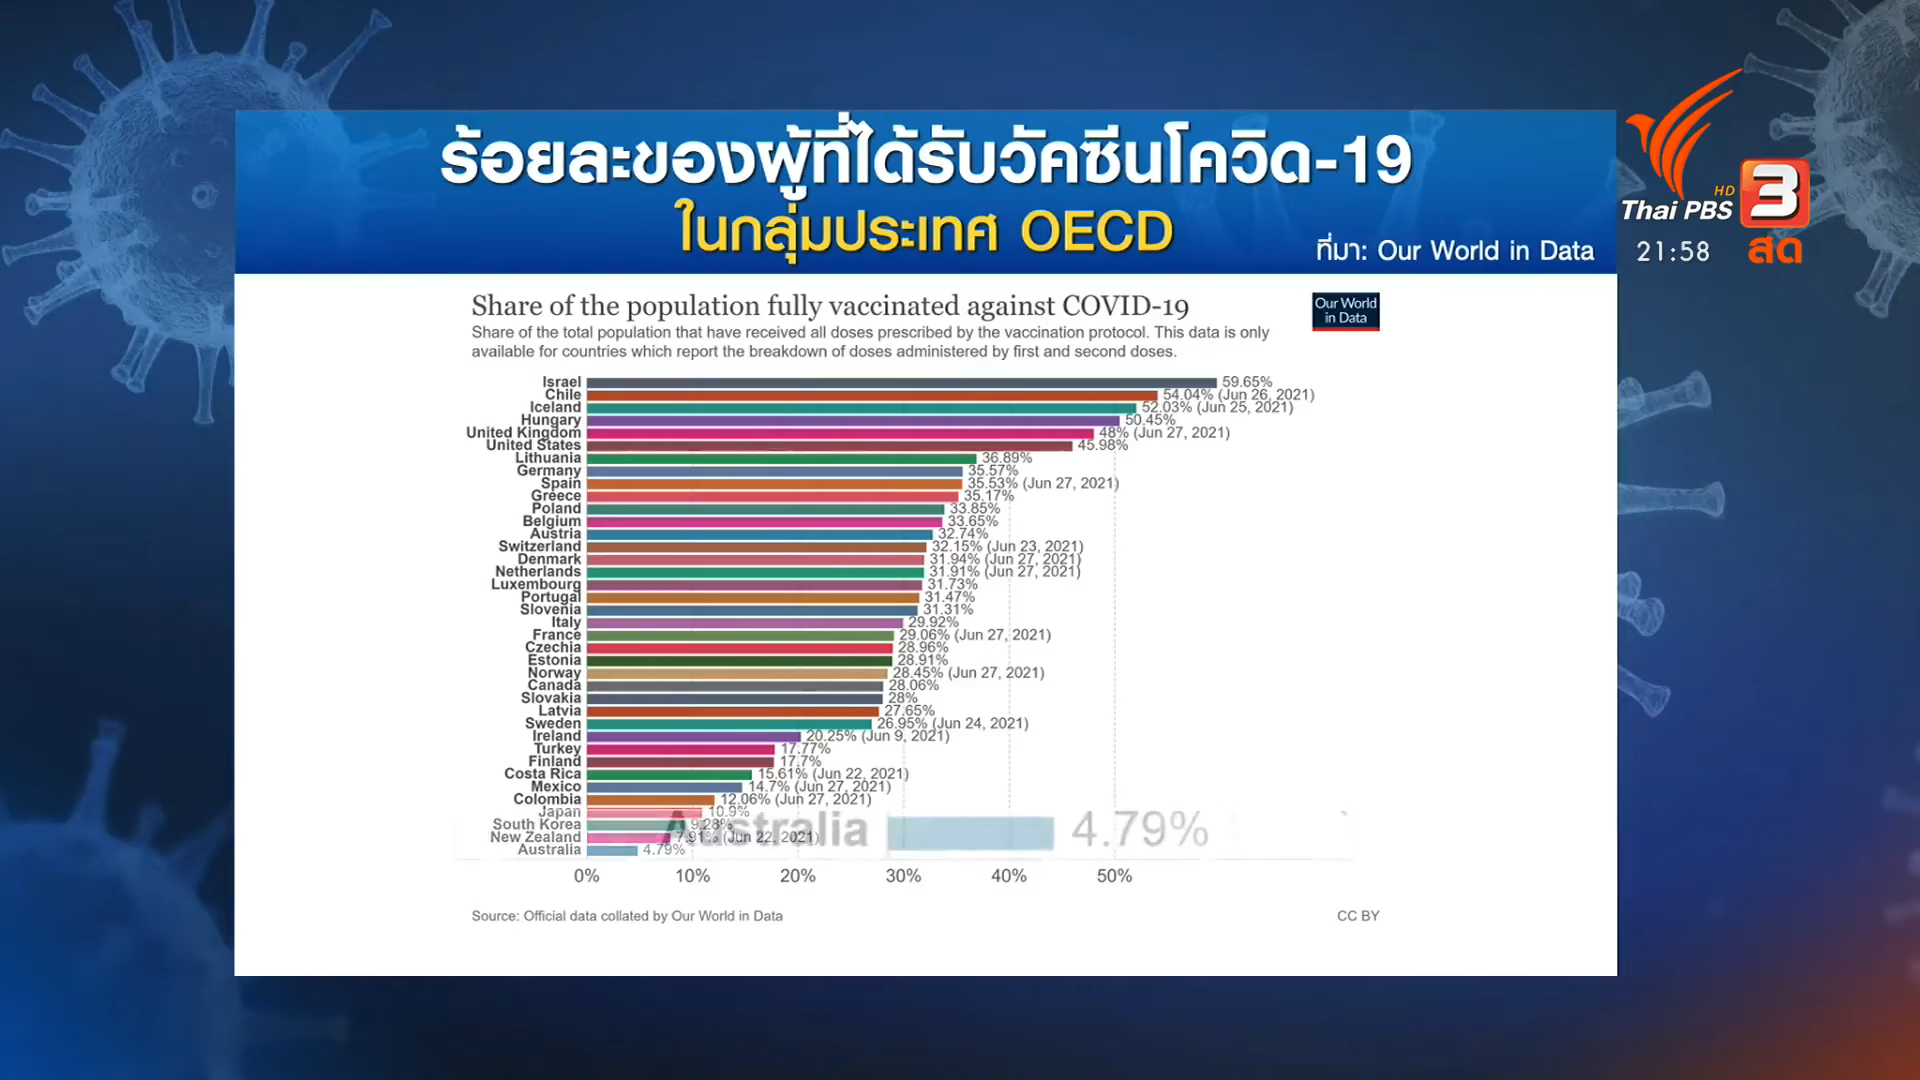 ร้อยละของผู้ที่ได้รับวัคซีนโควิด-19
ในกลุ่มประเทศ OECD
ที่มา: Our World in Data
HD
Thai PBS 3
21:58 สด
Share of the population fully vaccinated against COVID-19
Our World
in Data
Share of the total population that have received all doses prescribed by the vaccination protocol. This data is only
available for countries which report the breakdown of doses administered by first and second doses.
Israel 59.65%
Chile 54.04% (Jun 26, 2021)
Iceland 52.03% (Jun 25, 2021)
Hungary 50.45%
United Kingdom 48% (Jun 27, 2021)
United States 45.98%
Lithuania 36.89%
Germany 35.57%
Spain 35.53% (Jun 27, 2021)
Greece 35.17%
Poland 33.85%
Belgium 33.65%
Austria 32.74%
Switzerland 32.15% (Jun 23, 2021)
Denmark 31.94% (Jun 27, 2021)
Netherlands 31.91% (Jun 27, 2021)
Luxembourg 31.73%
Portugal 31.47%
Slovenia 31.31%
Italy 29.92%
France 29.06% (Jun 27, 2021)
Czechia 28.96%
Estonia 28.91%
Norway 28.45% (Jun 27, 2021)
Canada 28.06%
Slovakia 28%
Latvia 27.65%
Sweden 26.95% (Jun 24, 2021)
Ireland 20.25% (Jun 9, 2021)
Turkey 17.77%
Finland 17.7%
Costa Rica 15.61% (Jun 22, 2021)
Mexico 14.7% (Jun 27, 2021)
Colombia 12.06% (Jun 27, 2021)
Japan 10.9%
South Korea 9.28%
New Zealand 7.91% (Jun 22, 2021)
Australia 4.79%
Australia 4.79%
0% 10% 20% 30% 40% 50%
Source: Official data collated by Our World in Data
CC BY